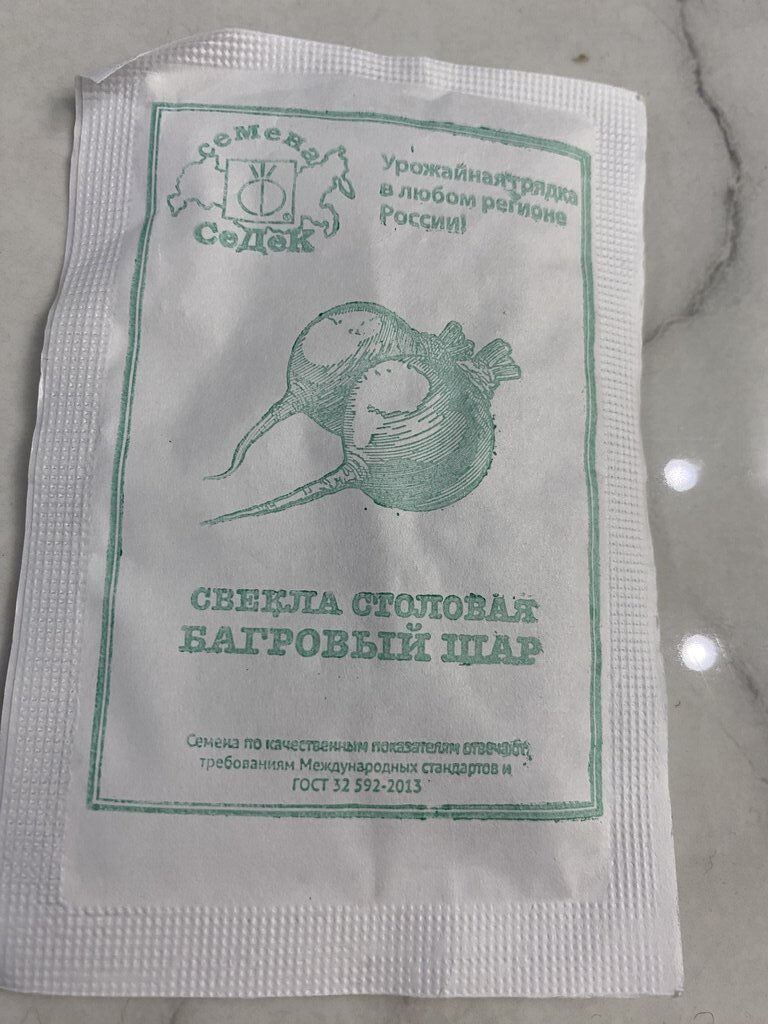 семена
СеДеК
Урожайная грядка
в любом регионе
России!
СВЕКЛА СТОЛОВАЯ
БАГРОВЫЙ ШАР
Семена по качественным показателям отвечают
требованиям Международных стандартов и
ГОСТ 32 592-2013